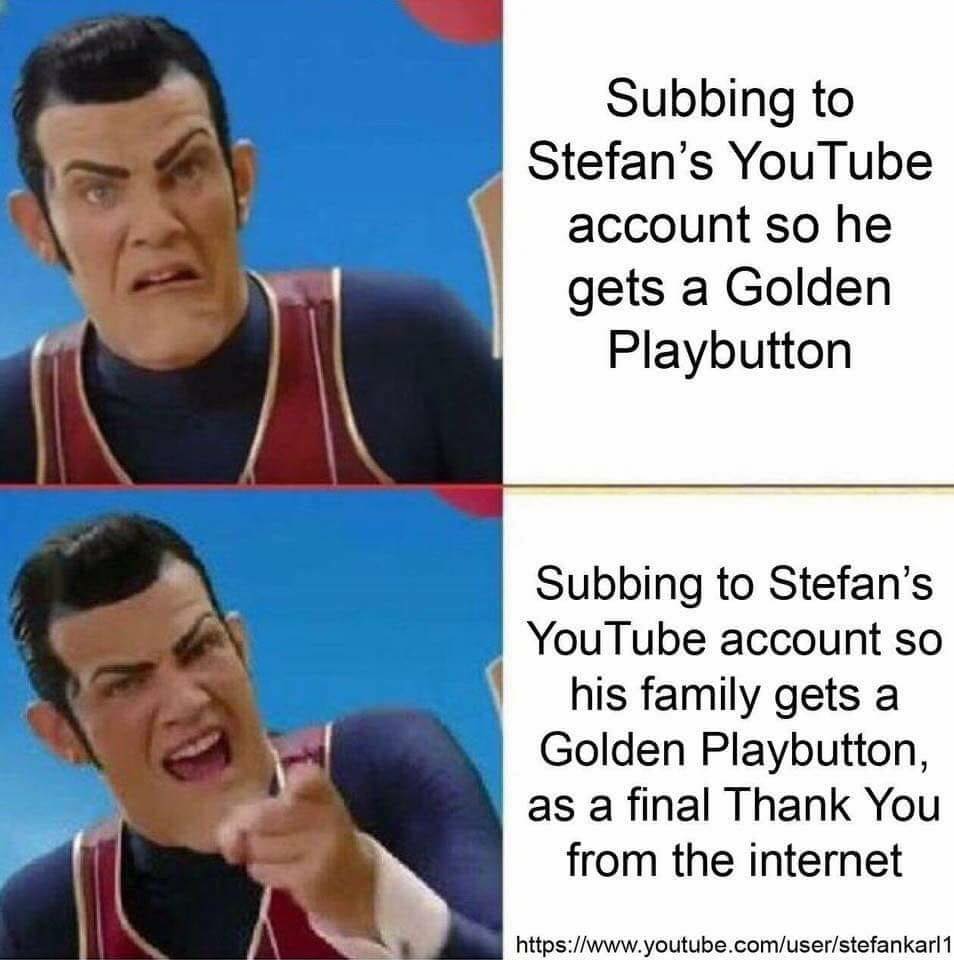 Subbing to
Stefan’s YouTube
account so he
gets a Golden
Playbutton
Subbing to Stefan’s
YouTube account so
his family gets a
Golden Playbutton,
as a final Thank You
from the internet
https://www.youtube.com/user/stefankarl1